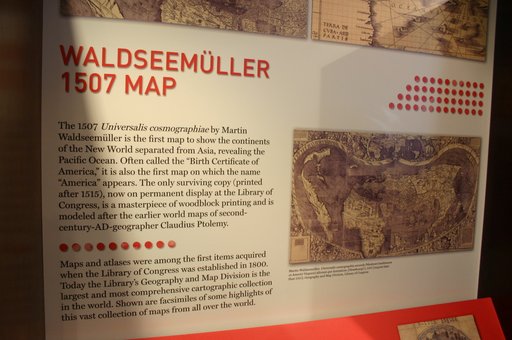 TERRA DE
CUBA·ASIE
PARTIS
WALDSEEMÜLLER
1507 MAP
The 1507 Universalis cosmographiae by Martin
Waldseemüller is the first map to show the continents
of the New World separated from Asia, revealing the
Pacific Ocean. Often called the “Birth Certificate of
America,” it is also the first map on which the name
“America” appears. The only surviving copy (printed
after 1515), now on permanent display at the Library of
Congress, is a masterpiece of woodblock printing and is
modeled after the earlier world maps of second-
century-AD-geographer Claudius Ptolemy.
Maps and atlases were among the first items acquired
when the Library of Congress was established in 1800.
Today the Library's Geography and Map Division is the
largest and most comprehensive cartographic collection
in the world. Shown are facsimiles of some highlights of
this vast collection of maps from all over the world.